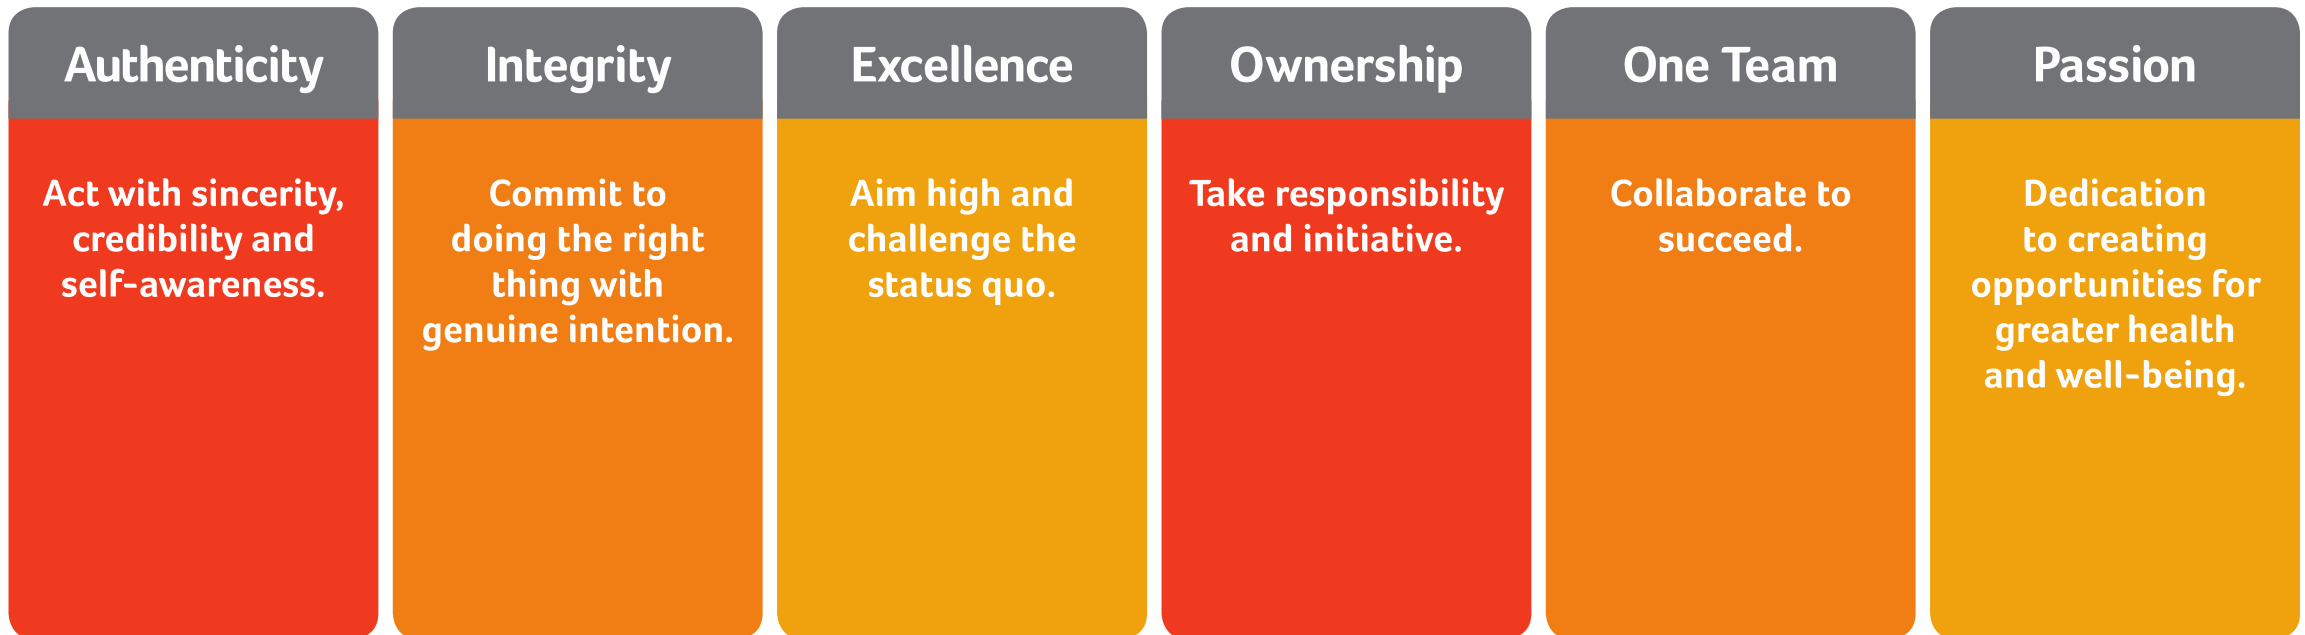 Authenticity
Act with sincerity,
credibility and
self-awareness.
Integrity
Commit to
doing the right
thing with
genuine intention.
Excellence
Aim high and
challenge the
status quo.
Ownership
Take responsibility
and initiative.
One Team
Collaborate to
succeed.
Passion
Dedication
to creating
opportunities for
greater health
and well-being.